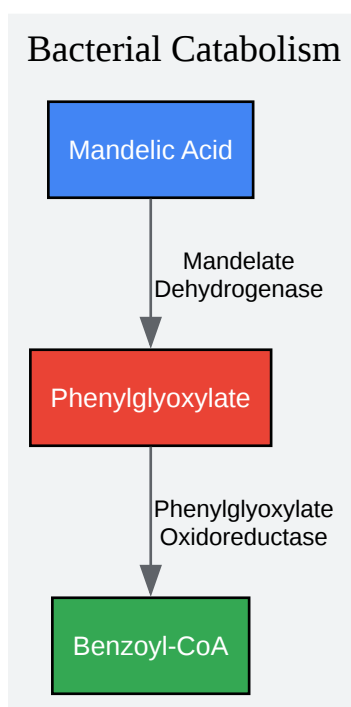 Bacterial Catabolism
Mandelic Acid
Mandelate
Dehydrogenase
Phenylglyoxylate
Phenylglyoxylate
Oxidoreductase
Benzoyl-CoA